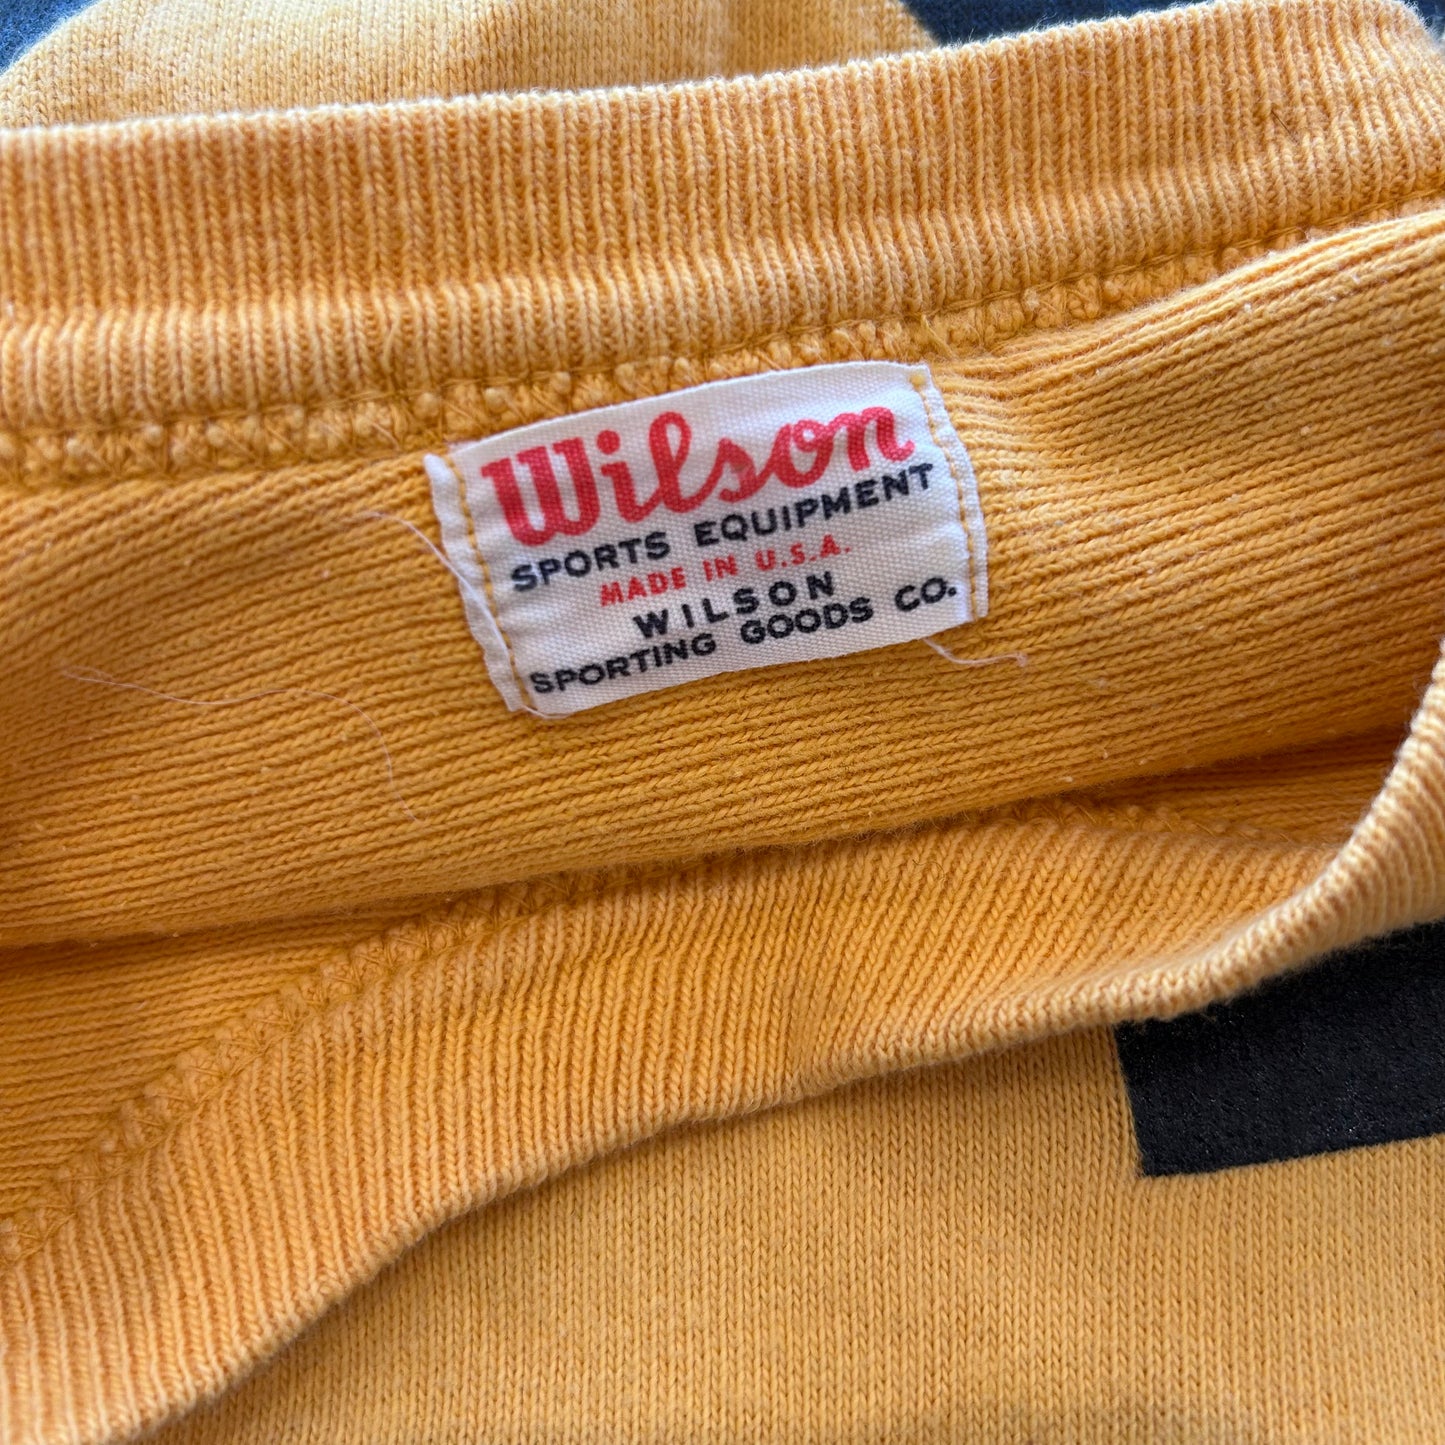 Wilson
SPORTS EQUIPMENT
MADE IN U.S.A.
WILSON
SPORTING GOODS CO.